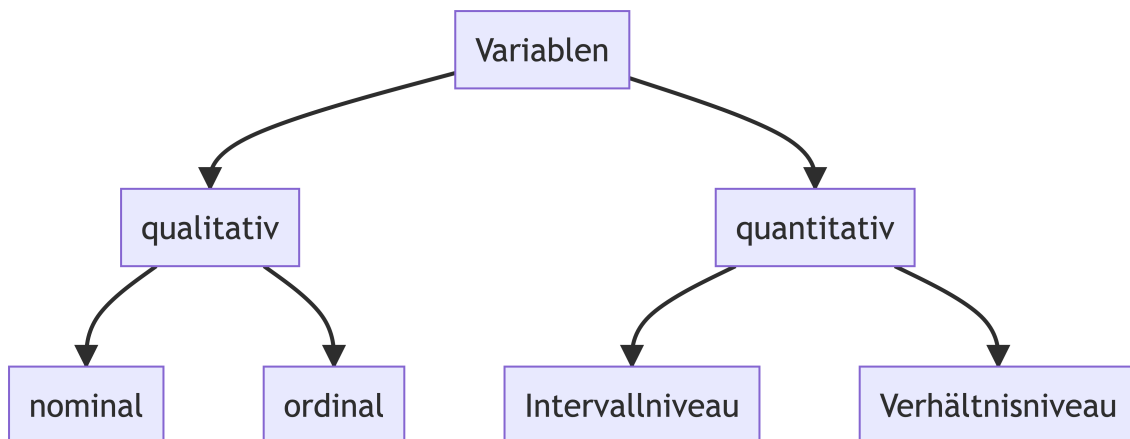 Variablen
qualitativ
quantitativ
nominal
ordinal
Intervallniveau
Verhältnisniveau